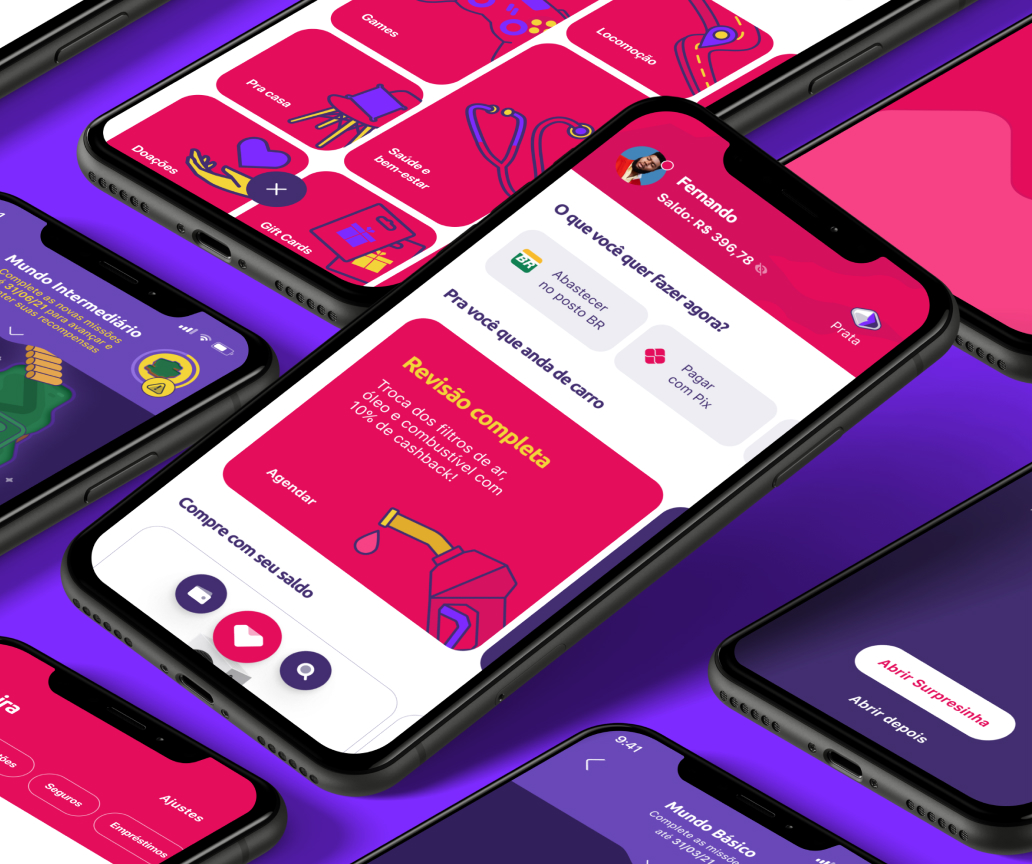 Games
Locomoção
Pra casa
Saúde e
bem-estar
Doações
Gift Cards
Mundo Intermediário
Complete as novas missões
até 31/06/21 para avançar e
obter suas recompensas
Fernando
Saldo: R$ 396,78
Prata
O que você quer fazer agora?
BR
Abastecer
no posto BR
Pagar
com Pix
Pra você que anda de carro
Revisão completa
Troca dos filtros de ar,
óleo e combustível com
10% de cashback!
Agendar
Compre com seu saldo
Abrir Surpresinha
Abrir depois
Ajustes
Seguros
Empréstimos
9:41
Mundo Básico
Complete as missões
até 31/03/21